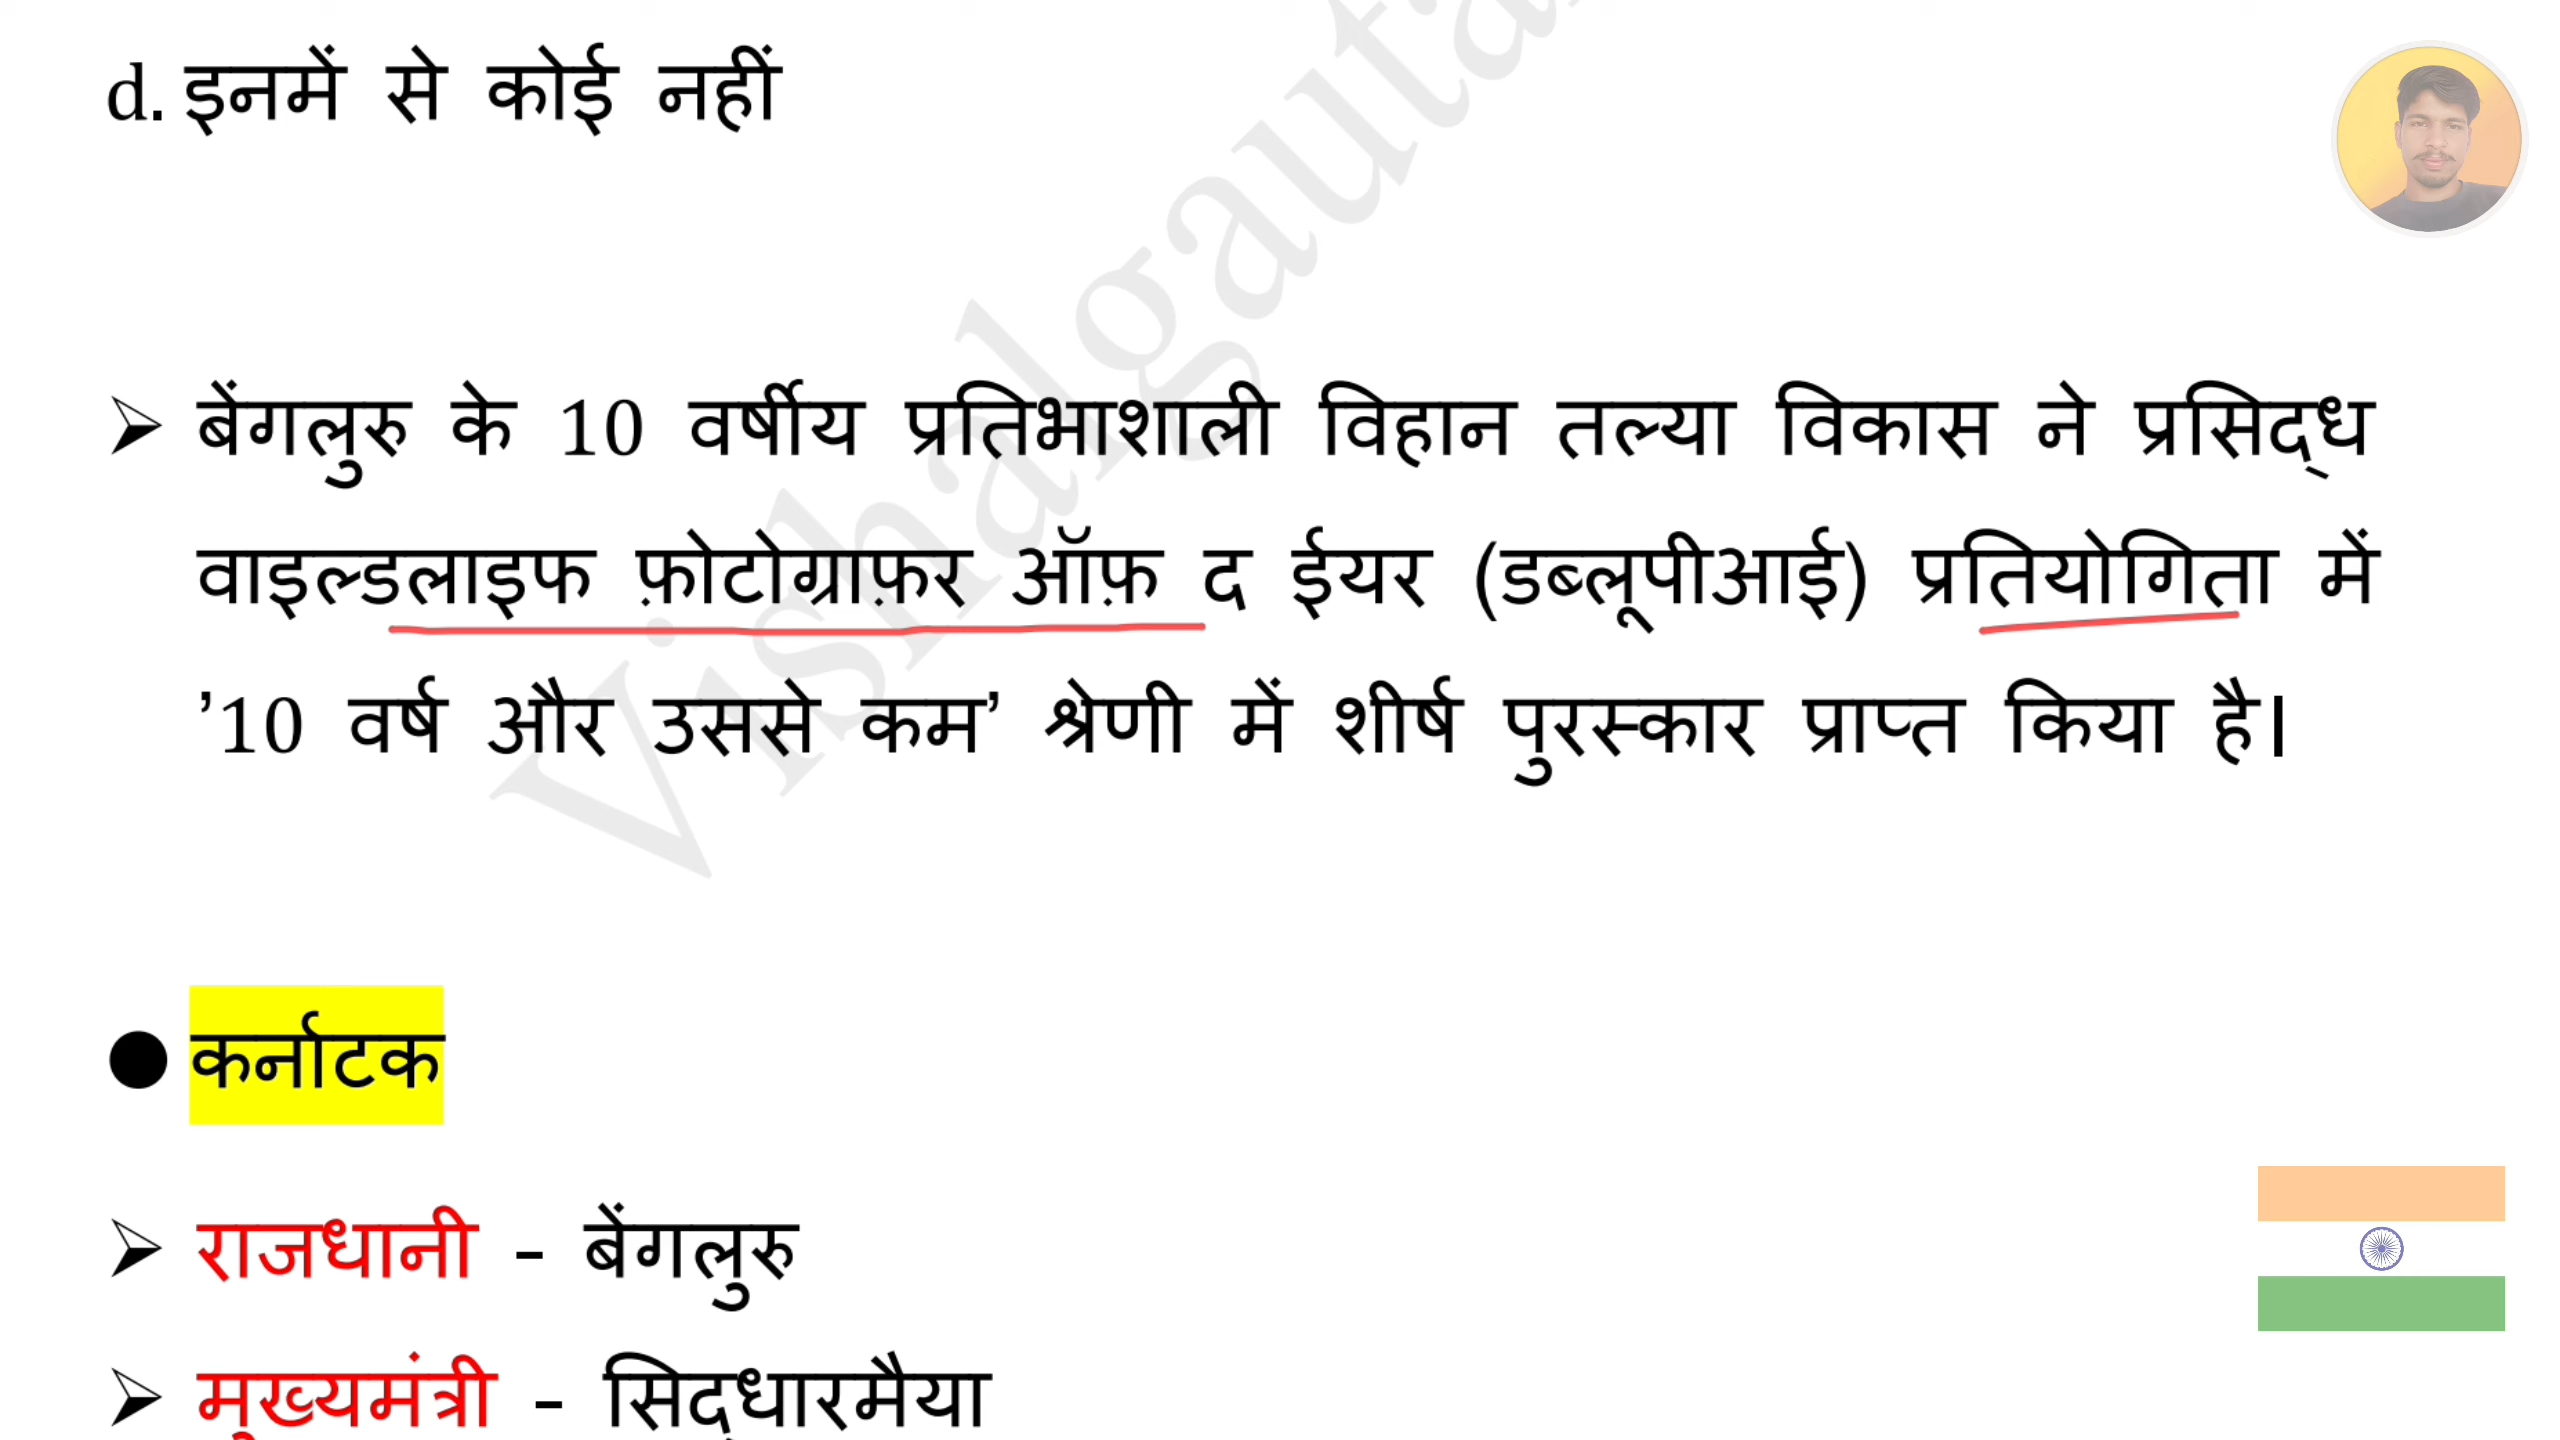 d. इनमें से कोई नहीं
➢ बेंगलुरु के 10 वर्षीय प्रतिभाशाली विहान तल्या विकास ने प्रसिद्ध
वाइल्डलाइफ फ़ोटोग्राफ़र ऑफ़ द ईयर (डब्लूपीआई) प्रतियोगिता में
’10 वर्ष और उससे कम’ श्रेणी में शीर्ष पुरस्कार प्राप्त किया है।
● कर्नाटक
➢ राजधानी - बेंगलुरु
➢ मुख्यमंत्री - सिद्धारमैया
Vishalgauta